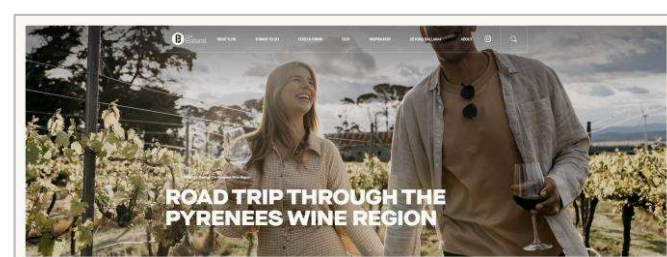 Ballarat
WHAT'S ON THINGS TO DO FOOD & DRINK STAY INSPIRATION BEYOND BALLARAT ABOUT
ROAD TRIP THROUGH THE
PYRENEES WINE REGION